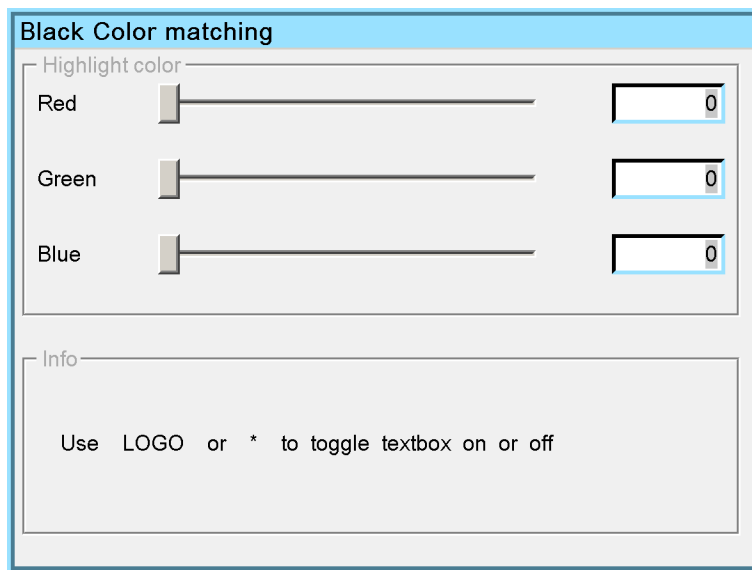 Black Color matching
Highlight color
Red 0
Green 0
Blue 0
Info
Use LOGO or * to toggle textbox on or off